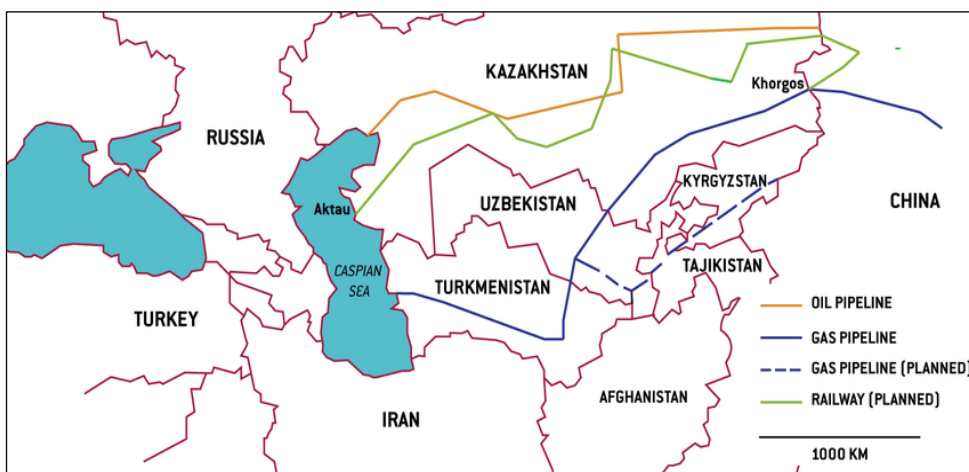 KAZAKHSTAN
Khorgos
RUSSIA
KYRGYZSTAN
UZBEKISTAN
CHINA
Aktau
CASPIAN
SEA
TURKMENISTAN
TAJIKISTAN
TURKEY
OIL PIPELINE
GAS PIPELINE
GAS PIPELINE (PLANNED)
RAILWAY (PLANNED)
AFGHANISTAN
IRAN
1000 KM